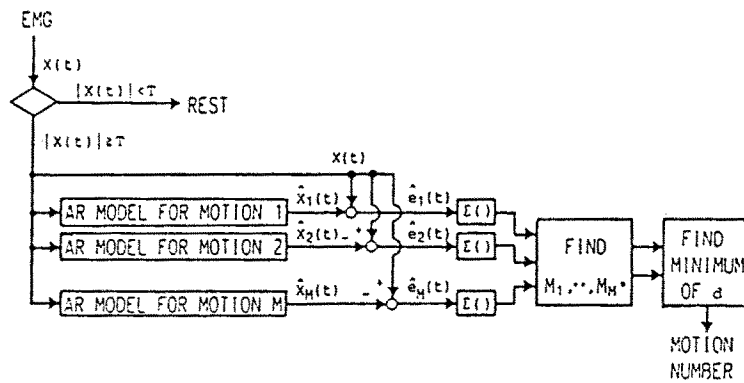 EMG
X(t)
|X(t)|<T
REST
|X(t)|≥T
X(t)
AR MODEL FOR MOTION 1
x̂₁(t)
ê₁(t)
Σ()
AR MODEL FOR MOTION 2
x̂₂(t)
- +
ê₂(t)
Σ()
AR MODEL FOR MOTION M
x̂M(t)
- +
êM(t)
Σ()
FIND
M₁,··,MM*
FIND
MINIMUM
OF d
MOTION
NUMBER